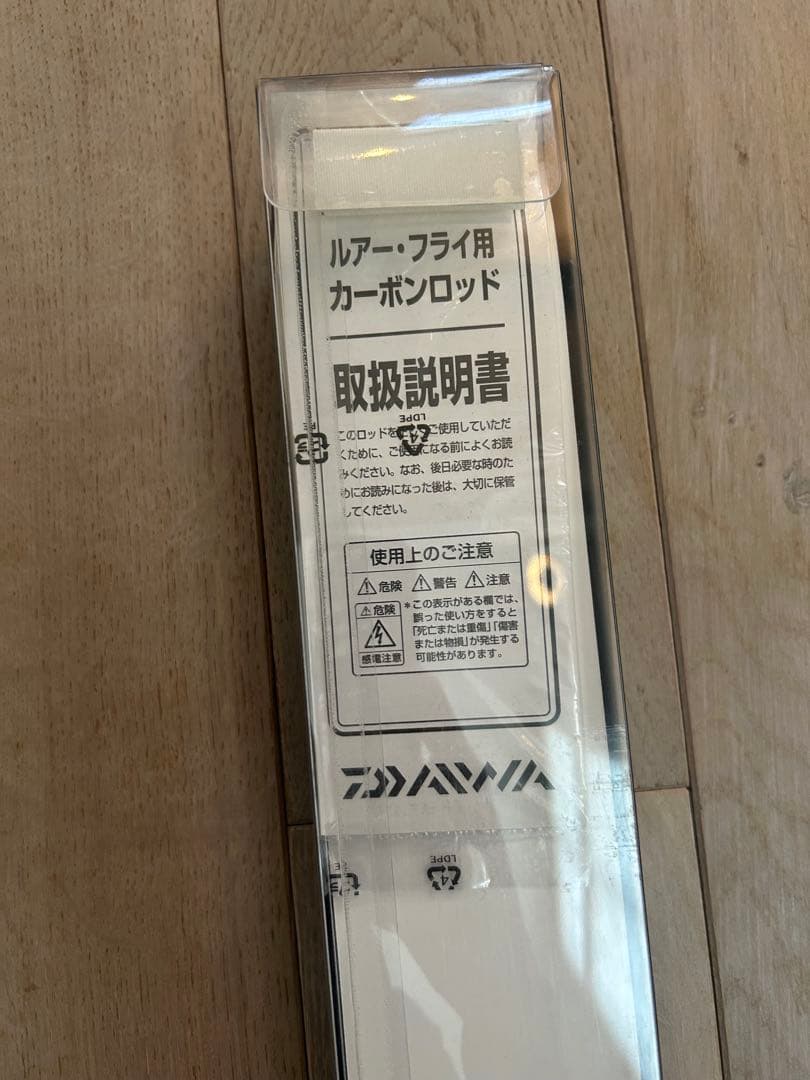 ルアー・フライ用
カーボンロッド
取扱説明書
LDPE
このロッドを ご使用していただ
くために、ご使用になる前によくお読
みください。なお、後日必要な時のた
めにお読みになった後は、大切に保管
してください。
4
使用上のご注意
危険 警告 注意
危険
感電注意
*この表示がある欄では、
誤った使い方をすると
「死亡または重傷」「傷害
または物損」が発生する
可能性があります。
DAIWA
LDPE
4